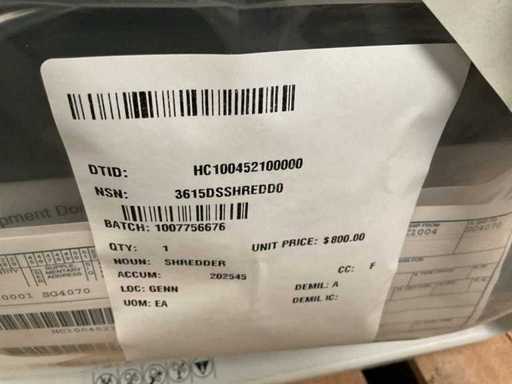 DTID: HC100452100000
NSN: 3615DSSHREDD0
BATCH: 1007756676
QTY: 1 UNIT PRICE: $800.00
NOUN: SHREDDER
ACCUM: 202545 CC: F
LOC: GENN DEMIL: A
UOM: EA DEMIL IC:
SG4070